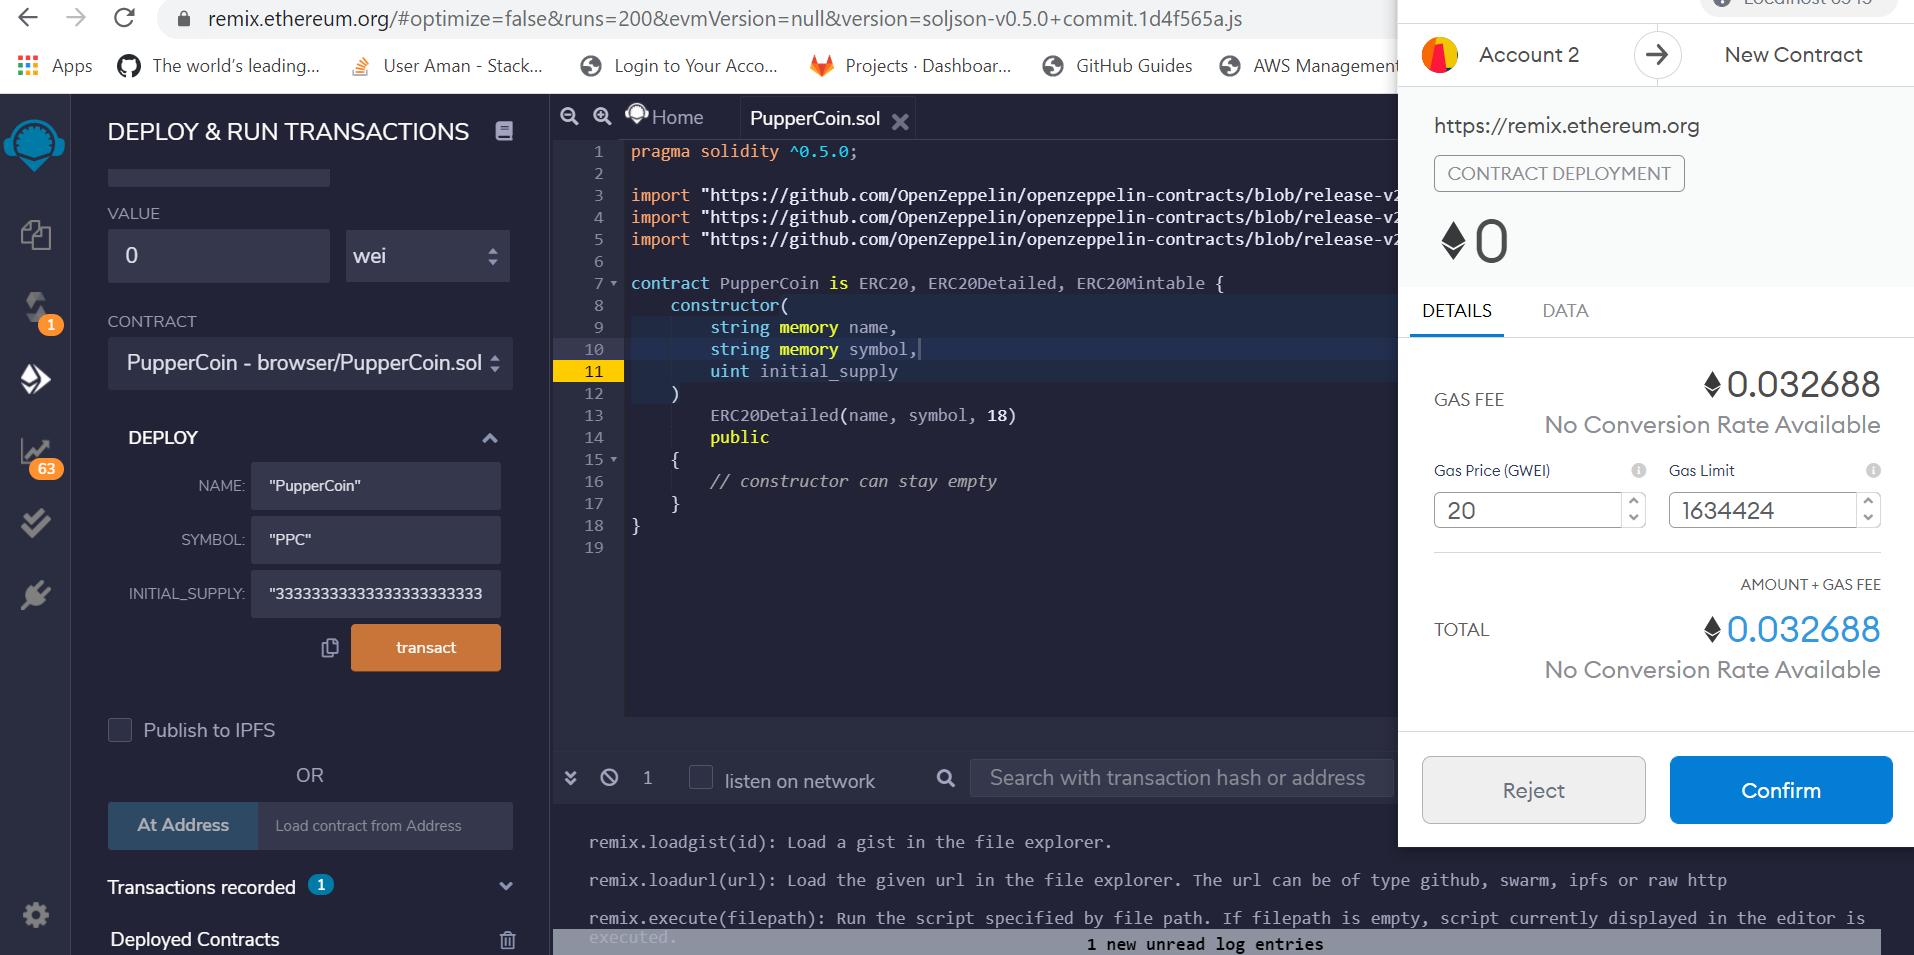 remix.ethereum.org/#optimize=false&runs=200&evmVersion=null&version=soljson-v0.5.0+commit.1d4f565a.js
Apps
The world's leading...
User Aman - Stack...
Login to Your Acco...
Projects · Dashboar...
GitHub Guides
AWS Management
DEPLOY & RUN TRANSACTIONS
VALUE
0
wei
CONTRACT
PupperCoin - browser/PupperCoin.sol
DEPLOY
NAME: "PupperCoin"
SYMBOL: "PPC"
INITIAL_SUPPLY:
transact
Publish to IPFS
OR
At Address
Load contract from Address
Transactions recorded 1
Deployed Contracts
1
63
Home
PupperCoin.sol
1 pragma solidity ^0.5.0;
2
3 import "https://github.com/OpenZeppelin/openzeppelin-contracts/blob/release-v2
4 import "https://github.com/OpenZeppelin/openzeppelin-contracts/blob/release-v2
5 import "https://github.com/OpenZeppelin/openzeppelin-contracts/blob/release-v2
6
7 contract PupperCoin is ERC20, ERC20Detailed, ERC20Mintable {
8 constructor(
9 string memory name,
10 string memory symbol,
11 uint initial_supply
12 )
13 ERC20Detailed(name, symbol, 18)
14 public
15 {
16 // constructor can stay empty
17 }
18 }
19
1
listen on network
Search with transaction hash or address
remix.loadgist(id): Load a gist in the file explorer.
remix.loadurl(url): Load the given url in the file explorer. The url can be of type github, swarm, ipfs or raw http
remix.execute(filepath): Run the script specified by file path. If filepath is empty, script currently displayed in the editor is
executed.
1 new unread log entries
Account 2
New Contract
https://remix.ethereum.org
CONTRACT DEPLOYMENT
0
DETAILS
DATA
GAS FEE
0.032688
No Conversion Rate Available
Gas Price (GWEI)
Gas Limit
20
1634424
AMOUNT + GAS FEE
TOTAL
0.032688
No Conversion Rate Available
Reject
Confirm